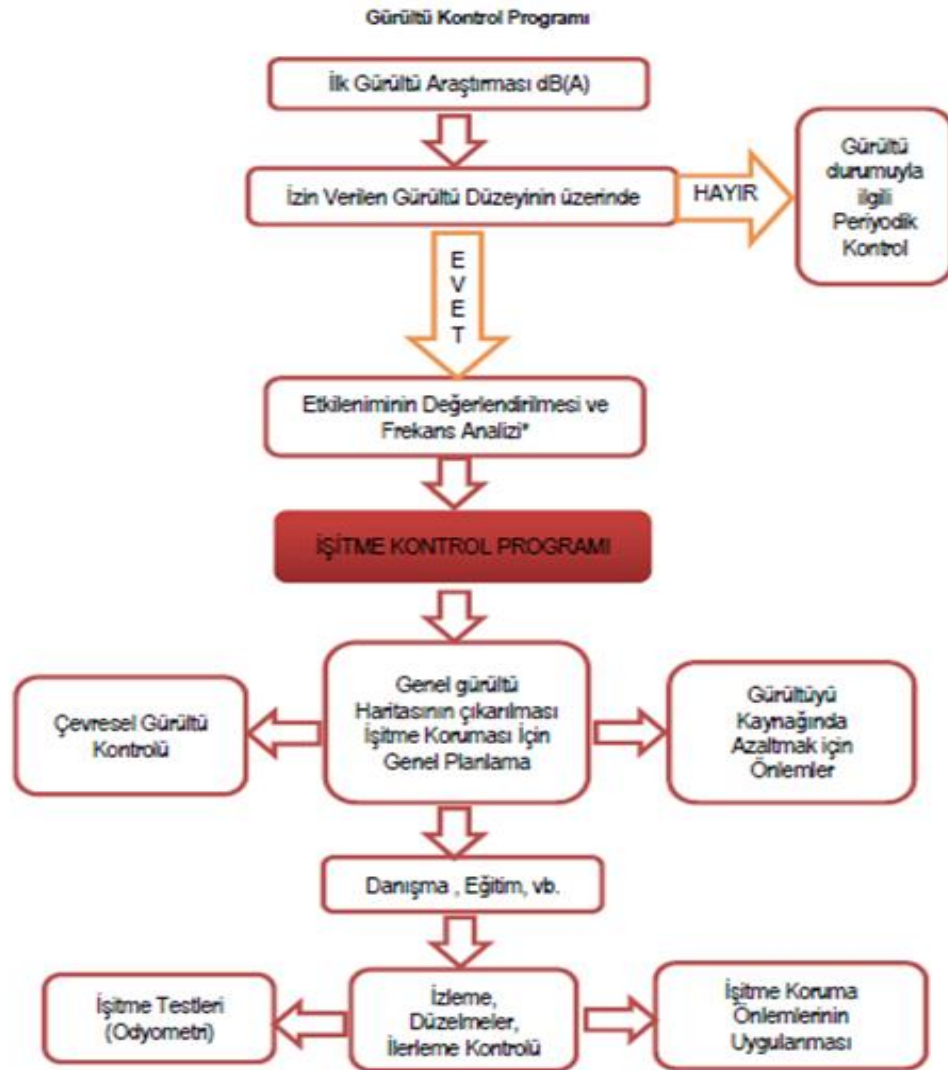 Gürültü Kontrol Programı
İlk Gürültü Araştırması dB(A)
İzin Verilen Gürültü Düzeyinin üzerinde
HAYIR
Gürültü
durumuyla
ilgili
Periyodik
Kontrol
E
V
E
T
Etkileniminin Değerlendirilmesi ve
Frekans Analizi*
İŞİTME KONTROL PROGRAMI
Çevresel Gürültü
Kontrolü
Genel gürültü
Haritasının çıkarılması
İşitme Koruması İçin
Genel Planlama
Gürültüyü
Kaynağında
Azaltmak için
Önlemler
Danışma , Eğitim, vb.
İşitme Testleri
(Odyometri)
İzleme,
Düzelmeler,
İlerleme Kontrolü
İşitme Koruma
Önlemlerinin
Uygulanması